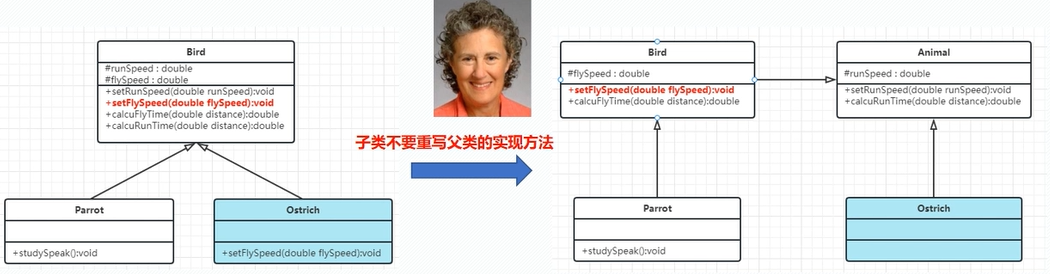 Bird
#runSpeed : double
#flySpeed : double
+setRunSpeed(double runSpeed):void
+setFlySpeed(double flySpeed):void
+calcuFlyTime(double distance):double
+calcuRunTime(double distance):double
Parrot
+studySpeak():void
Ostrich
+setFlySpeed(double flySpeed):void
子类不要重写父类的实现方法
Bird
#flySpeed : double
+setFlySpeed(double flySpeed):void
+calcuFlyTime(double distance):double
Animal
#runSpeed : double
+setRunSpeed(double runSpeed):void
+calcuRunTime(double distance):double
Parrot
+studySpeak():void
Ostrich